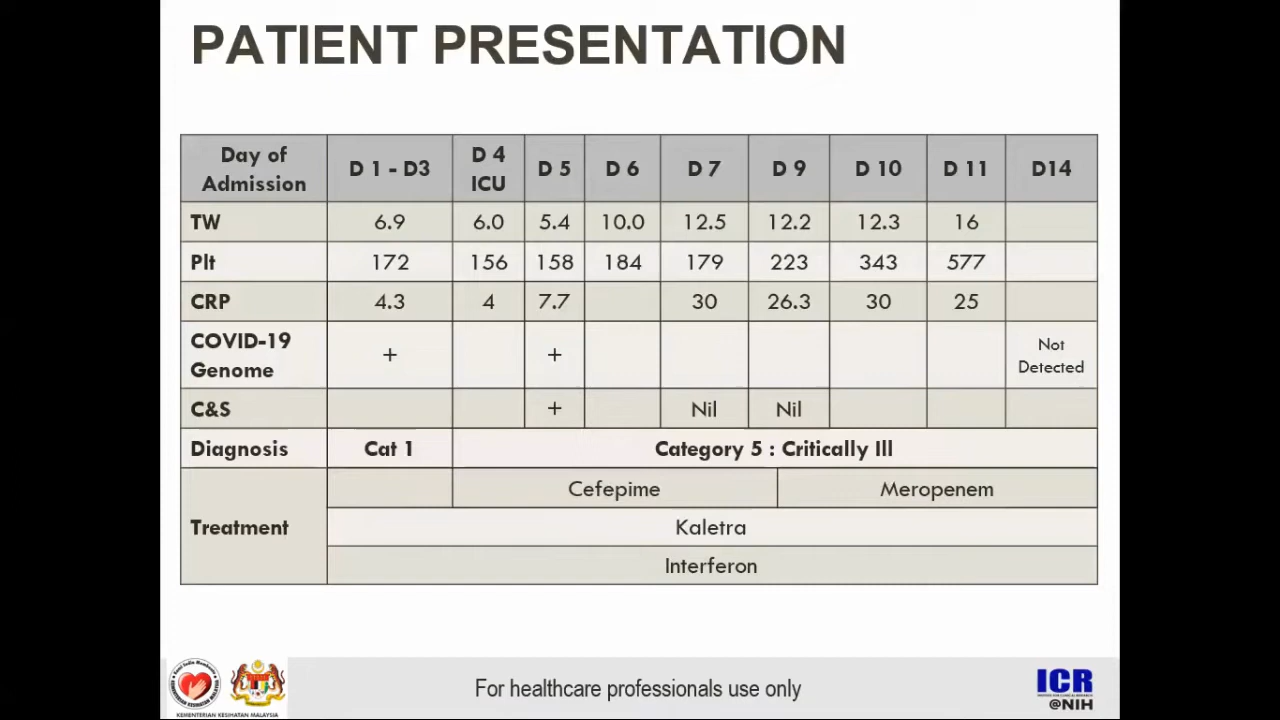 PATIENT PRESENTATION
Day of Admission D 1 - D3 D 4 ICU D 5 D 6 D 7 D 9 D 10 D 11 D14
TW 6.9 6.0 5.4 10.0 12.5 12.2 12.3 16
Plt 172 156 158 184 179 223 343 577
CRP 4.3 4 7.7 30 26.3 30 25
COVID-19 Genome + + Not Detected
C&S + Nil Nil
Diagnosis Cat 1 Category 5 : Critically Ill
Treatment Cefepime Meropenem
Kaletra
Interferon
For healthcare professionals use only
KEMENTERIAN KESIHATAN MALAYSIA
ICR
@NIH